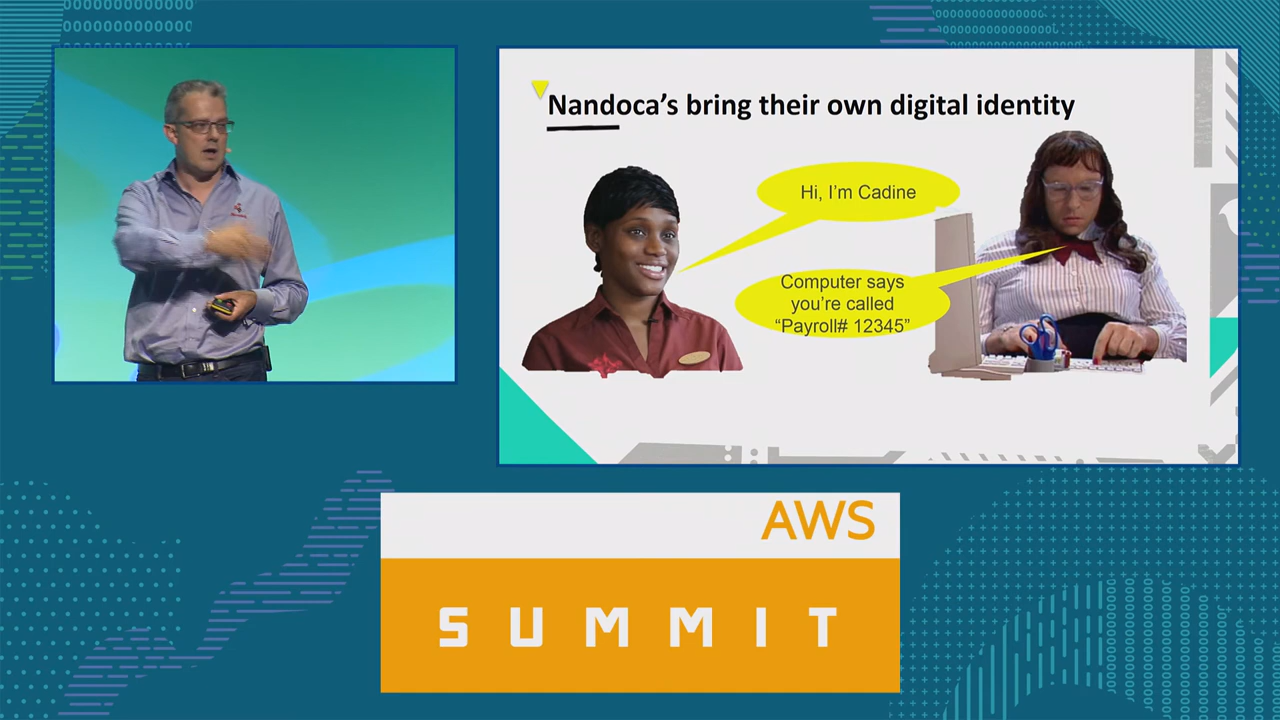 Nandoca's bring their own digital identity
Hi, I'm Cadine
Computer says
you're called
"Payroll# 12345"
AWS
SUMMIT